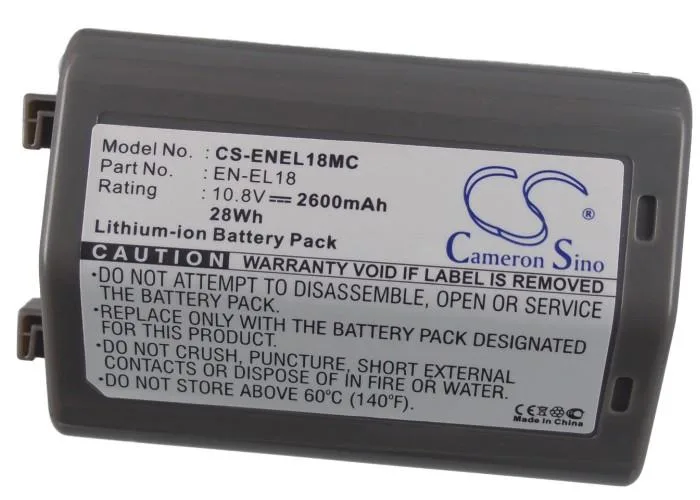 Model No. : CS-ENEL18MC
Part No. : EN-EL18
Rating : 10.8V⎓2600mAh
28Wh
Lithium-ion Battery Pack
CS ®
Cameron Sino
CAUTION WARRANTY VOID IF LABEL IS REMOVED!
•DO NOT ATTEMPT TO DISASSEMBLE, OPEN OR SERVICE
THE BATTERY PACK.
•REPLACE ONLY WITH THE BATTERY PACK DESIGNATED
FOR THIS PRODUCT.
•DO NOT CRUSH, PUNCTURE, SHORT EXTERNAL
CONTACTS OR DISPOSE OF IN FIRE OR WATER.
•DO NOT STORE ABOVE 60°C (140°F).
Made in China